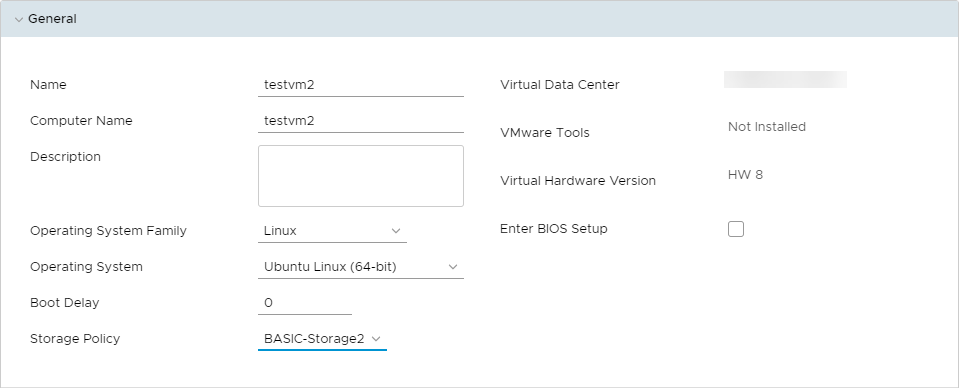 General
Name
testvm2
Computer Name
testvm2
Description
Operating System Family
Linux
Operating System
Ubuntu Linux (64-bit)
Boot Delay
0
Storage Policy
BASIC-Storage2
Virtual Data Center
VMware Tools
Not Installed
Virtual Hardware Version
HW 8
Enter BIOS Setup